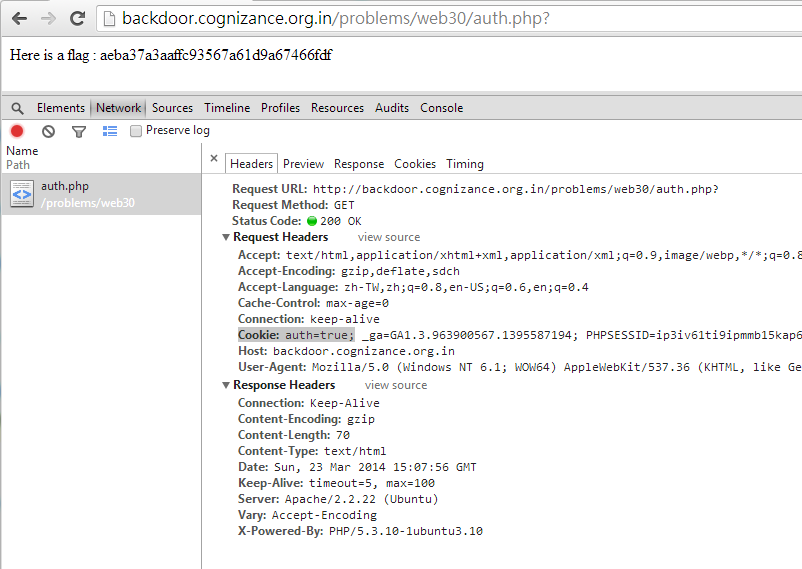 backdoor.cognizance.org.in/problems/web30/auth.php?
Here is a flag : aeba37a3aaffc93567a61d9a67466fdf
Elements Network Sources Timeline Profiles Resources Audits Console
Preserve log
Name
Path
× Headers Preview Response Cookies Timing
auth.php
/problems/web30
Request URL: http://backdoor.cognizance.org.in/problems/web30/auth.php?
Request Method: GET
Status Code: 200 OK
▼ Request Headers view source
Accept: text/html,application/xhtml+xml,application/xml;q=0.9,image/webp,*/*;q=0.8
Accept-Encoding: gzip,deflate,sdch
Accept-Language: zh-TW,zh;q=0.8,en-US;q=0.6,en;q=0.4
Cache-Control: max-age=0
Connection: keep-alive
Cookie: auth=true; _ga=GA1.3.963900567.1395587194; PHPSESSID=ip3iv61ti9ipmmb15kap6
Host: backdoor.cognizance.org.in
User-Agent: Mozilla/5.0 (Windows NT 6.1; WOW64) AppleWebKit/537.36 (KHTML, like Ge
▼ Response Headers view source
Connection: Keep-Alive
Content-Encoding: gzip
Content-Length: 70
Content-Type: text/html
Date: Sun, 23 Mar 2014 15:07:56 GMT
Keep-Alive: timeout=5, max=100
Server: Apache/2.2.22 (Ubuntu)
Vary: Accept-Encoding
X-Powered-By: PHP/5.3.10-1ubuntu3.10